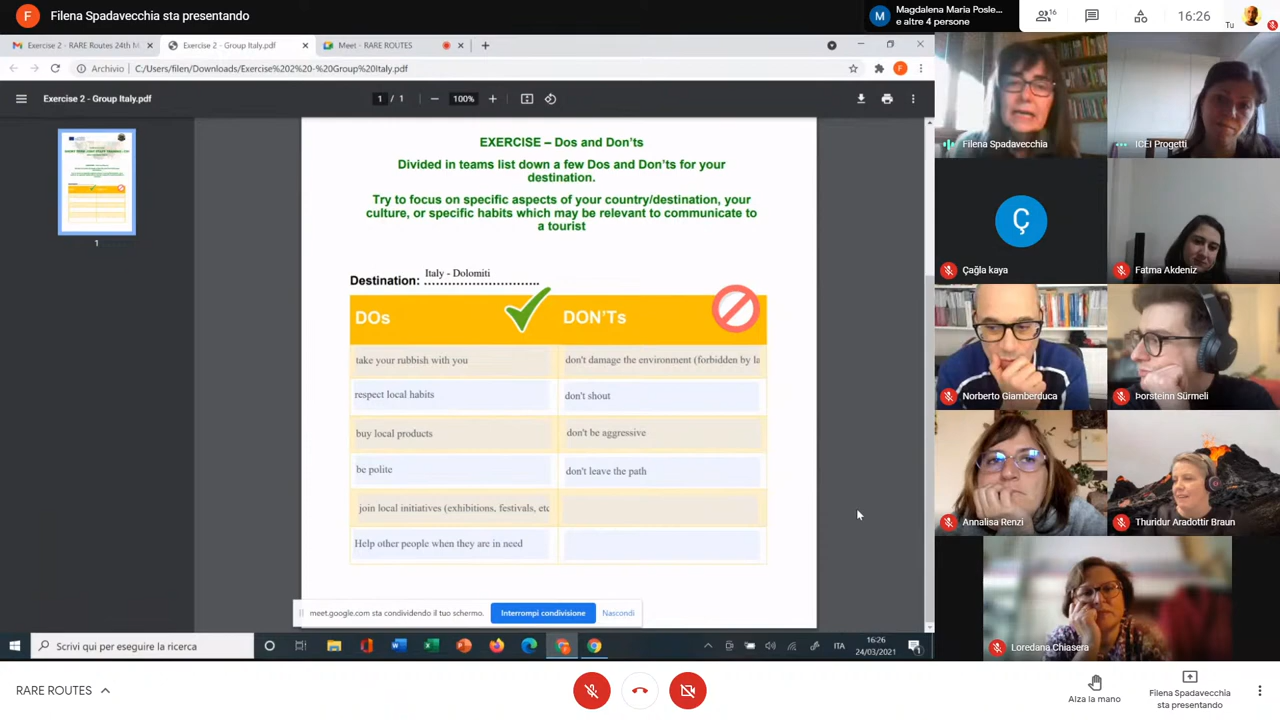 F
Filena Spadavecchia sta presentando
M
Magdalena Maria Posle...
e altre 4 persone
16
16:26
Tu
Exercise 2 - RARE Routes 24th M
Exercise 2 - Group Italy.pdf
Meet - RARE ROUTES
Archivio
C:/Users/filen/Downloads/Exercise%202%20-%20Group%20Italy.pdf
F
Exercise 2 - Group Italy.pdf
1 / 1
100%
1
EXERCISE – Dos and Don'ts
Divided in teams list down a few Dos and Don'ts for your
destination.
Try to focus on specific aspects of your country/destination, your
culture, or specific habits which may be relevant to communicate to
a tourist
Destination: Italy - Dolomiti
DOs
DON'Ts
take your rubbish with you
don't damage the environment (forbidden by la
respect local habits
don't shout
buy local products
don't be aggressive
be polite
don't leave the path
join local initiatives (exhibitions, festivals, etc
Help other people when they are in need
meet.google.com sta condividendo il tuo schermo.
Interrompi condivisione
Nascondi
Scrivi qui per eseguire la ricerca
ITA
16:26
24/03/2021
1
Filena Spadavecchia
ICEI Progetti
Ç
Çağla kaya
Fatma Akdeniz
Norberto Giamberduca
Þorsteinn Sürmeli
Annalisa Renzi
Thuridur Aradottir Braun
Loredana Chiasera
RARE ROUTES
Alza la mano
Filena Spadavecchia
sta presentando